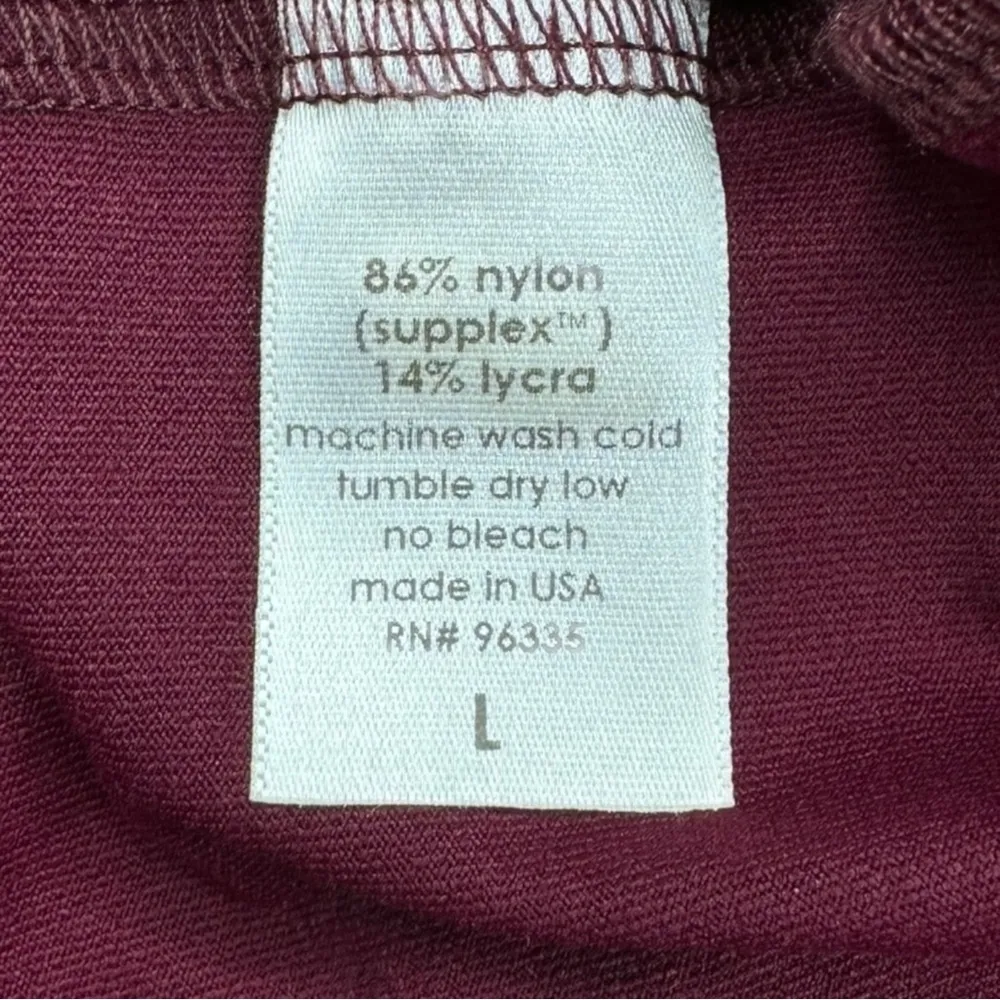 86% nylon
(supplex™)
14% lycra
machine wash cold
tumble dry low
no bleach
made in USA
RN# 96335
L